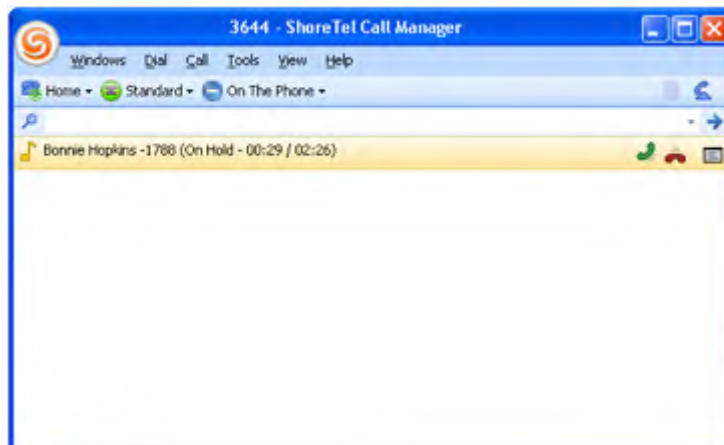 3644 - ShoreTel Call Manager
Windows Dial Call Tools View Help
Home Standard On The Phone
Bonnie Hopkins -1788 (On Hold - 00:29 / 02:26)